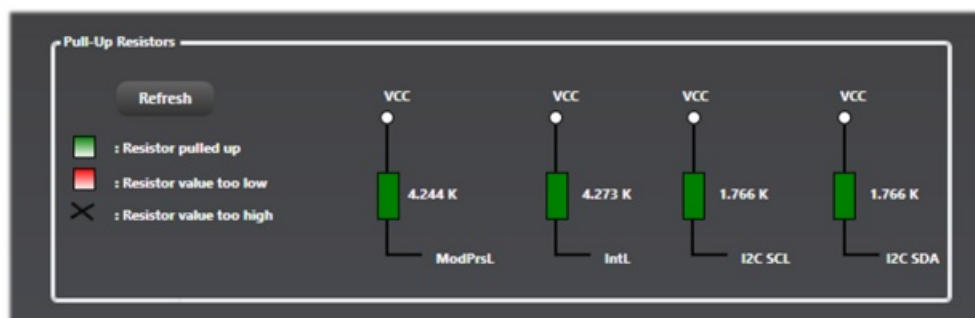 Pull-Up Resistors
Refresh
: Resistor pulled up
: Resistor value too low
: Resistor value too high
VCC
VCC
VCC
VCC
4.244 K
4.273 K
1.766 K
1.766 K
ModPrsL
IntL
I2C SCL
I2C SDA